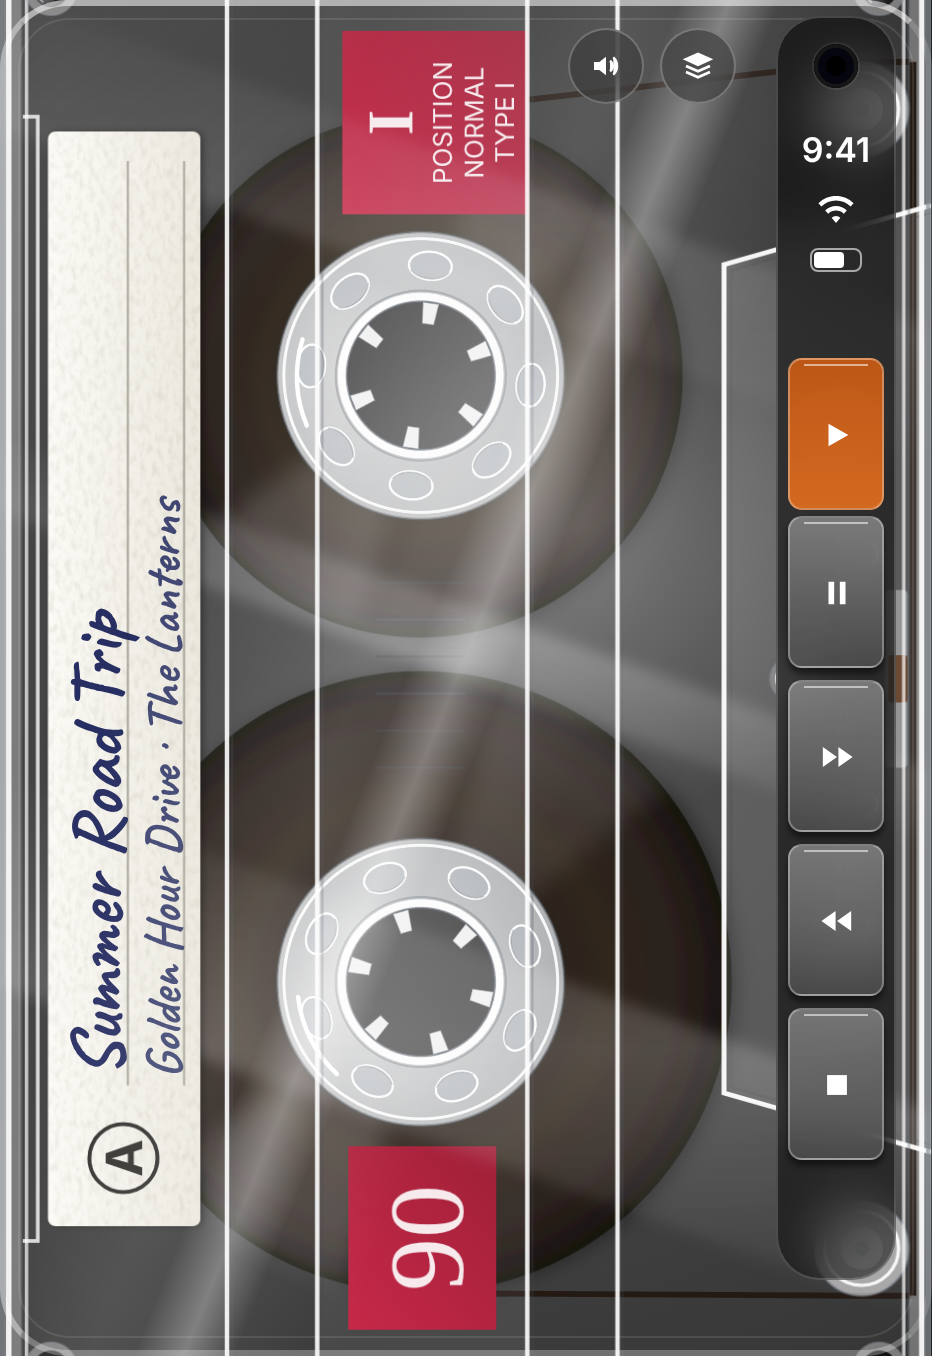 A
Summer Road Trip
Golden Hour Drive · The Lanterns
90
I
POSITION
NORMAL
TYPE I
9:41